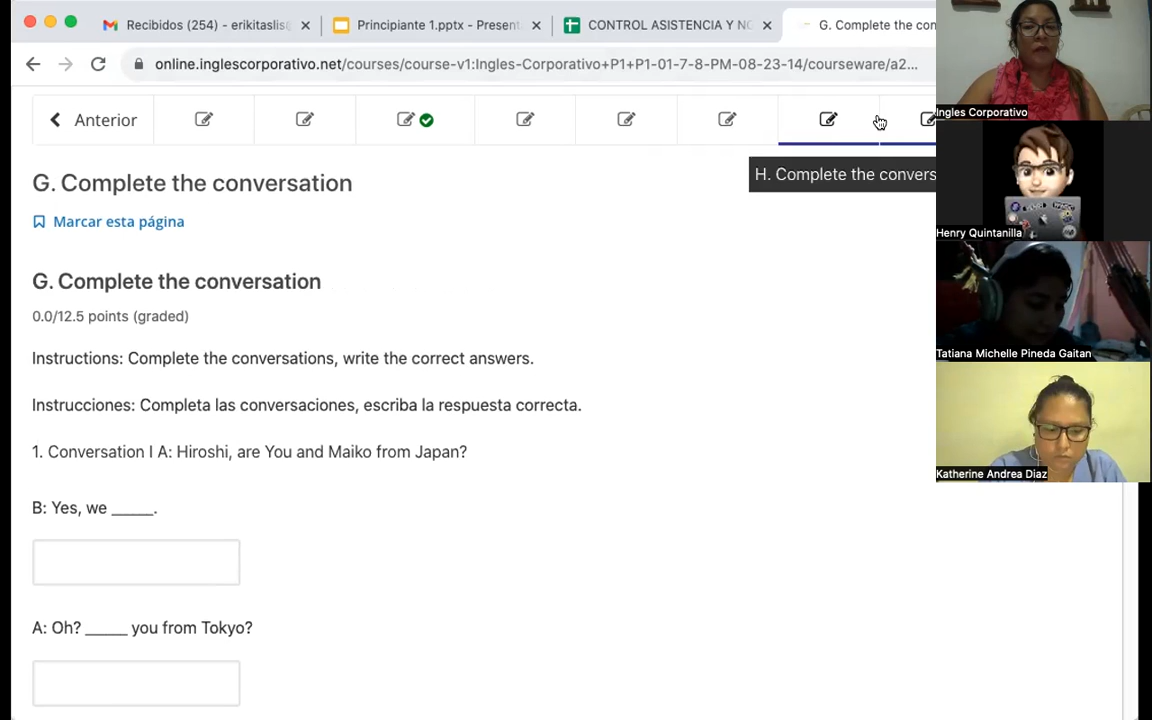 Recibidos (254) - erikitaslis
Principiante 1.pptx - Present
CONTROL ASISTENCIA Y NO
G. Complete the con
online.inglescorporativo.net/courses/course-v1:Ingles-Corporativo+P1+P1-01-7-8-PM-08-23-14/courseware/a2...
Anterior
H. Complete the convers
G. Complete the conversation
Marcar esta página
G. Complete the conversation
0.0/12.5 points (graded)
Instructions: Complete the conversations, write the correct answers.
Instrucciones: Completa las conversaciones, escriba la respuesta correcta.
1. Conversation I A: Hiroshi, are You and Maiko from Japan?
B: Yes, we _____.
A: Oh? _____ you from Tokyo?
Ingles Corporativo
Henry Quintanilla
Tatiana Michelle Pineda Gaitan
Katherine Andrea Diaz